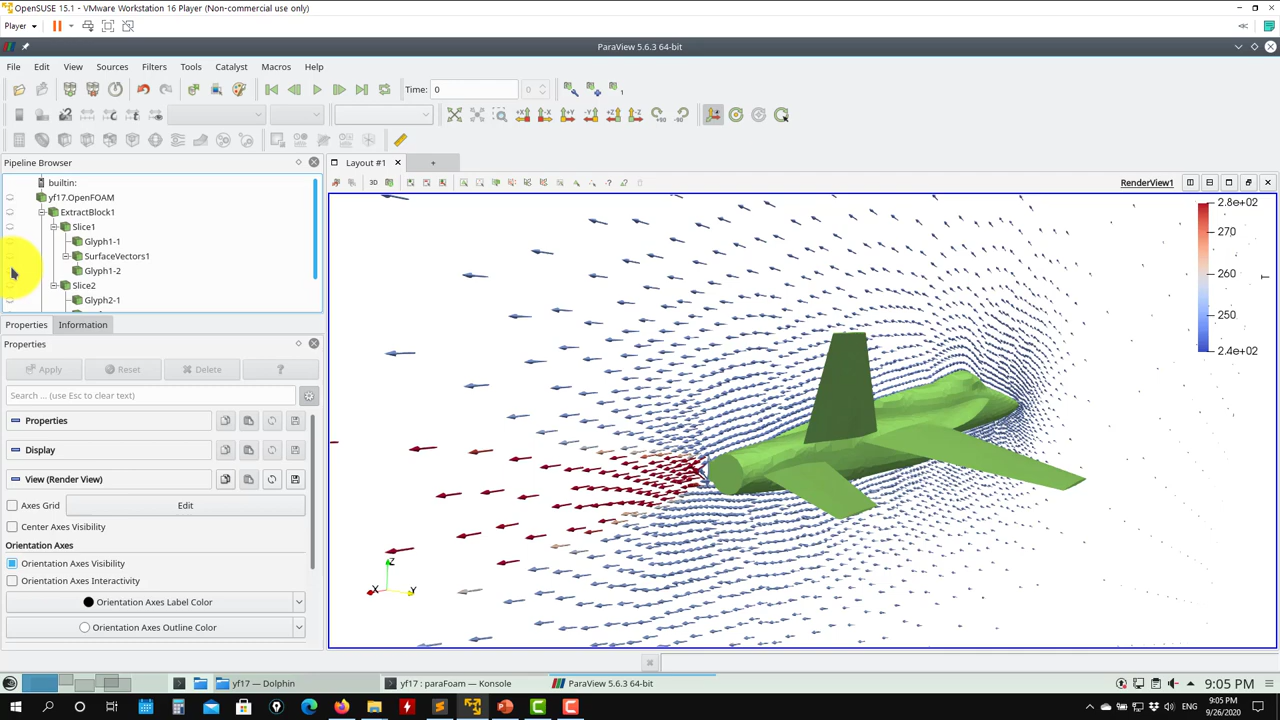 OpenSUSE 15.1 - VMware Workstation 16 Player (Non-commercial use only)
Player
ParaView 5.6.3 64-bit
File Edit View Sources Filters Tools Catalyst Macros Help
Time: 0 0
1
+X -X +Y -Y +Z -Z +90 -90
Pipeline Browser
Layout #1 +
builtin:
yf17.OpenFOAM
ExtractBlock1
Slice1
Glyph1-1
SurfaceVectors1
Glyph1-2
Slice2
Glyph2-1
3D
RenderView1
2.8e+02
270
260
250
2.4e+02
T
Z
X
Y
Properties Information
Properties
Apply Reset Delete ?
Search ... (use Esc to clear text)
Properties
Display
View (Render View)
Axes Grid Edit
Center Axes Visibility
Orientation Axes
Orientation Axes Visibility
Orientation Axes Interactivity
Orientation Axes Label Color
Orientation Axes Outline Color
yf17 — Dolphin
yf17 : paraFoam — Konsole
ParaView 5.6.3 64-bit
9:05 PM
9:05 PM
9/26/2020